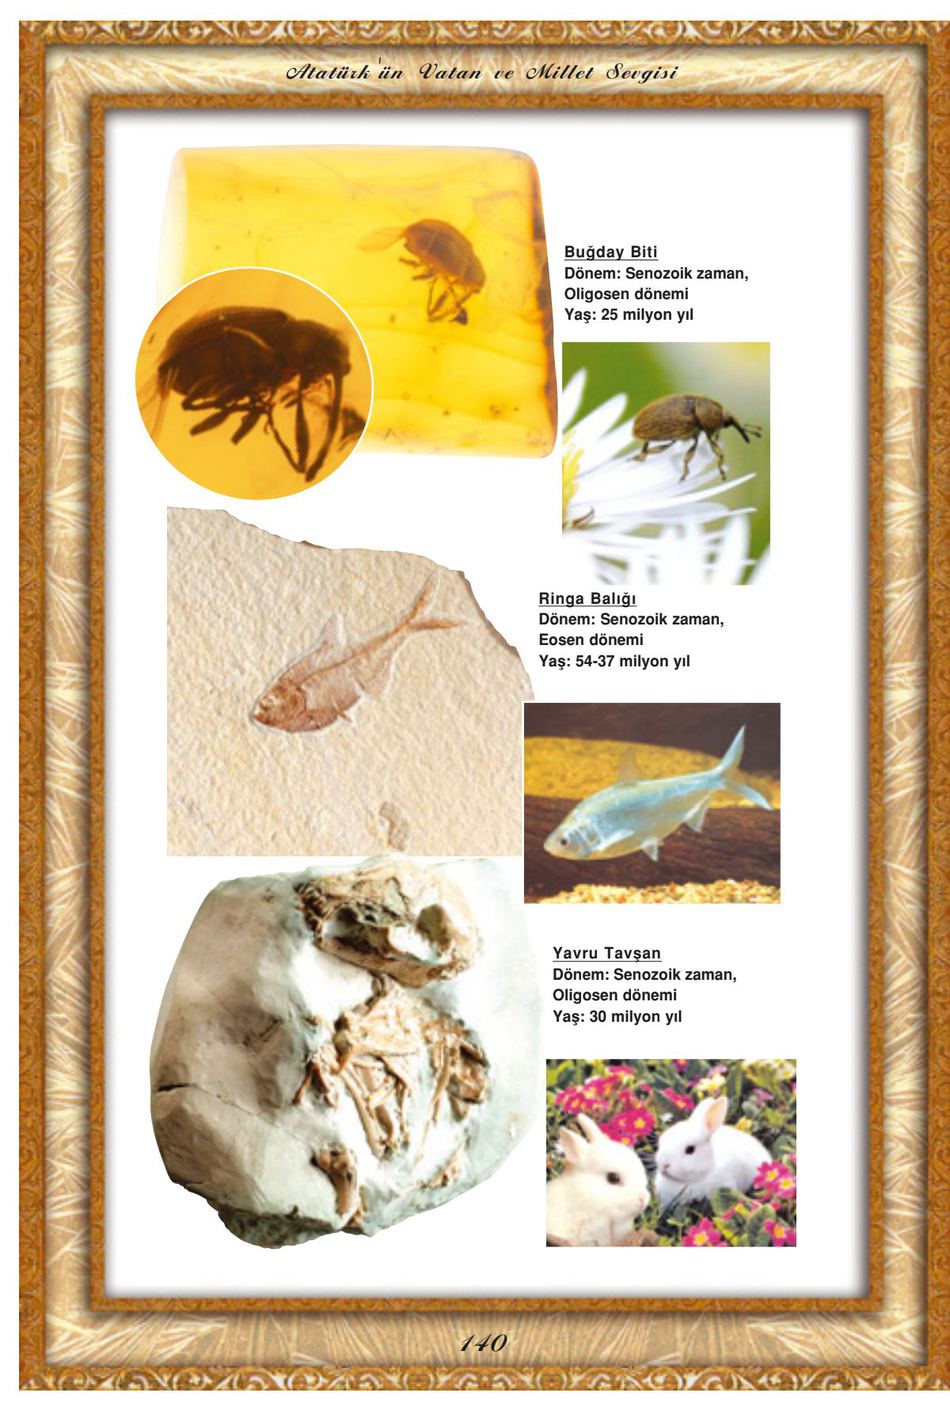 Atatürk'ün Vatan ve Millet Sevgisi
Buğday Biti
Dönem: Senozoik zaman,
Oligosen dönemi
Yaş: 25 milyon yıl
Ringa Balığı
Dönem: Senozoik zaman,
Eosen dönemi
Yaş: 54-37 milyon yıl
Yavru Tavşan
Dönem: Senozoik zaman,
Oligosen dönemi
Yaş: 30 milyon yıl
140